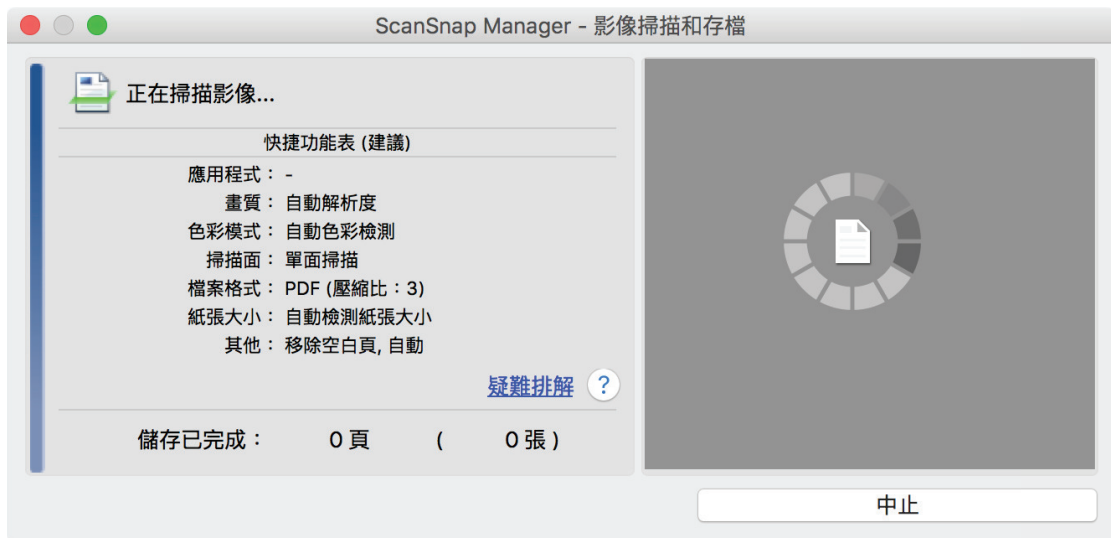 ScanSnap Manager - 影像掃描和存檔
正在掃描影像...
快捷功能表 (建議)
應用程式： -
畫質： 自動解析度
色彩模式： 自動色彩檢測
掃描面： 單面掃描
檔案格式： PDF (壓縮比：3)
紙張大小： 自動檢測紙張大小
其他： 移除空白頁, 自動
疑難排解 ?
儲存已完成： 0 頁 ( 0 張 )
中止